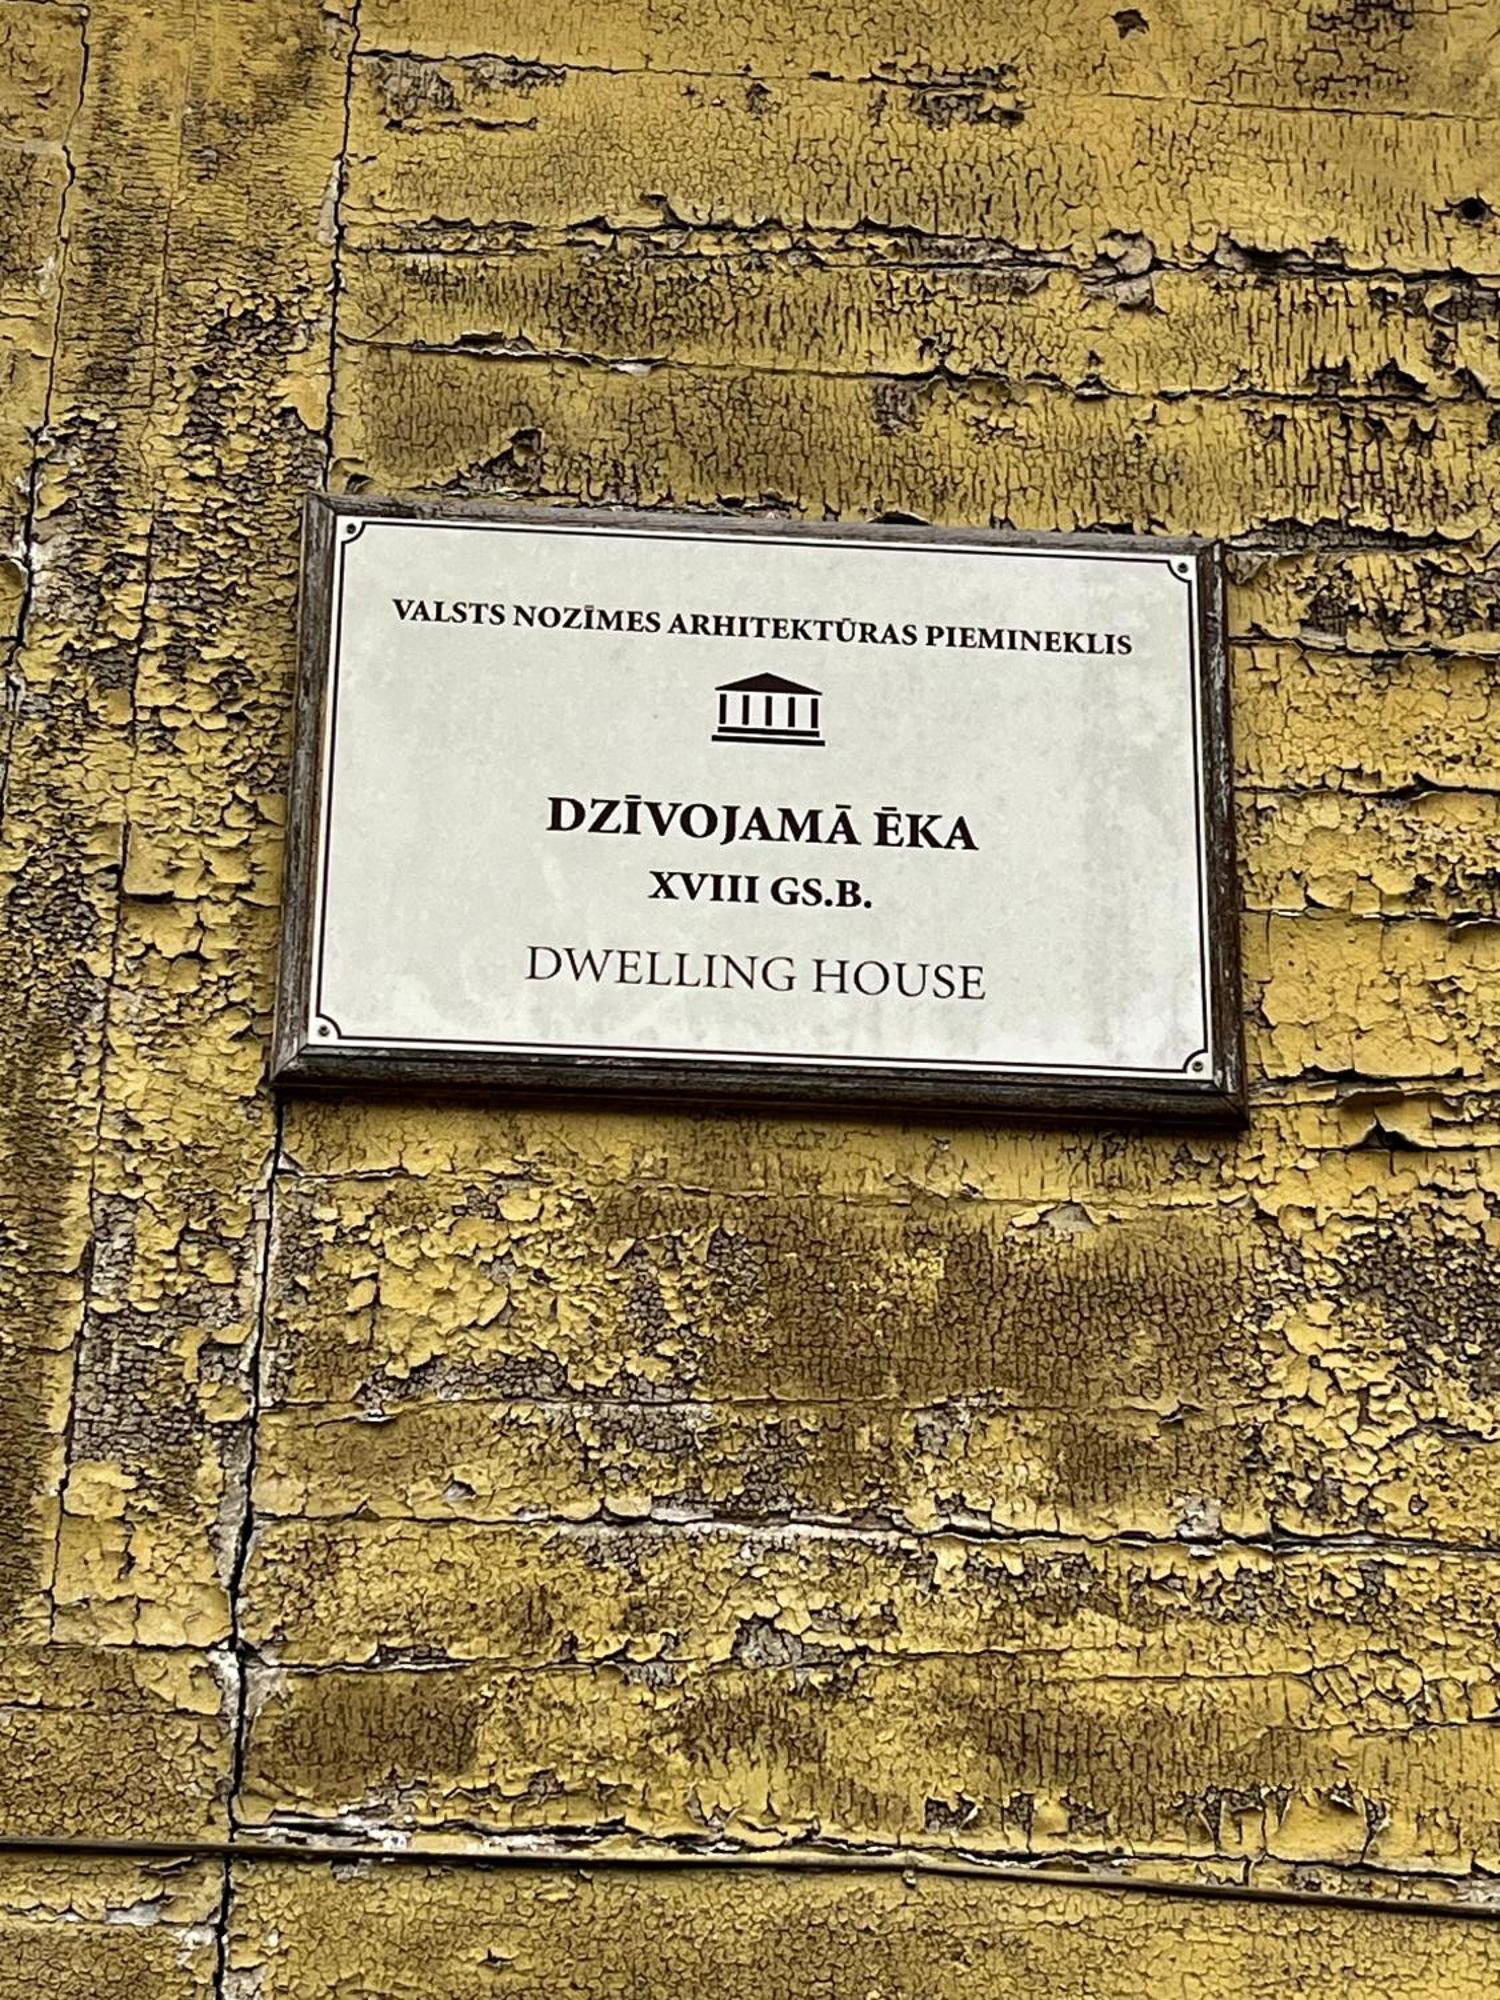 VALSTS NOZĪMES ARHITEKTŪRAS PIEMINEKLIS
DZĪVOJAMĀ ĒKA
XVIII GS.B.
DWELLING HOUSE